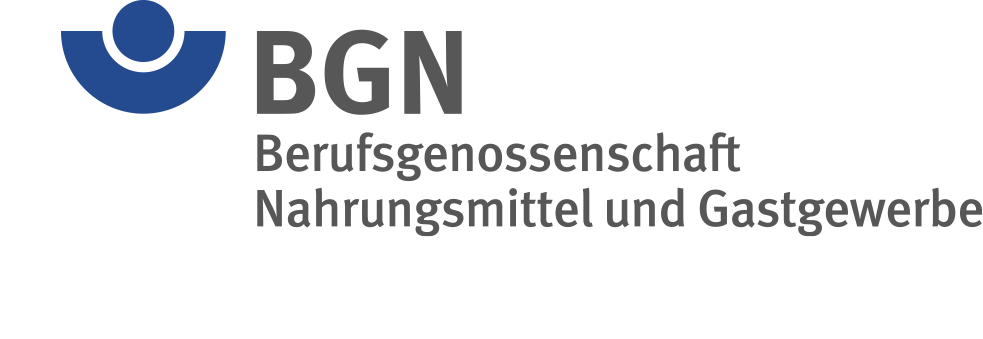 BGN
Berufsgenossenschaft
Nahrungsmittel und Gastgewerbe